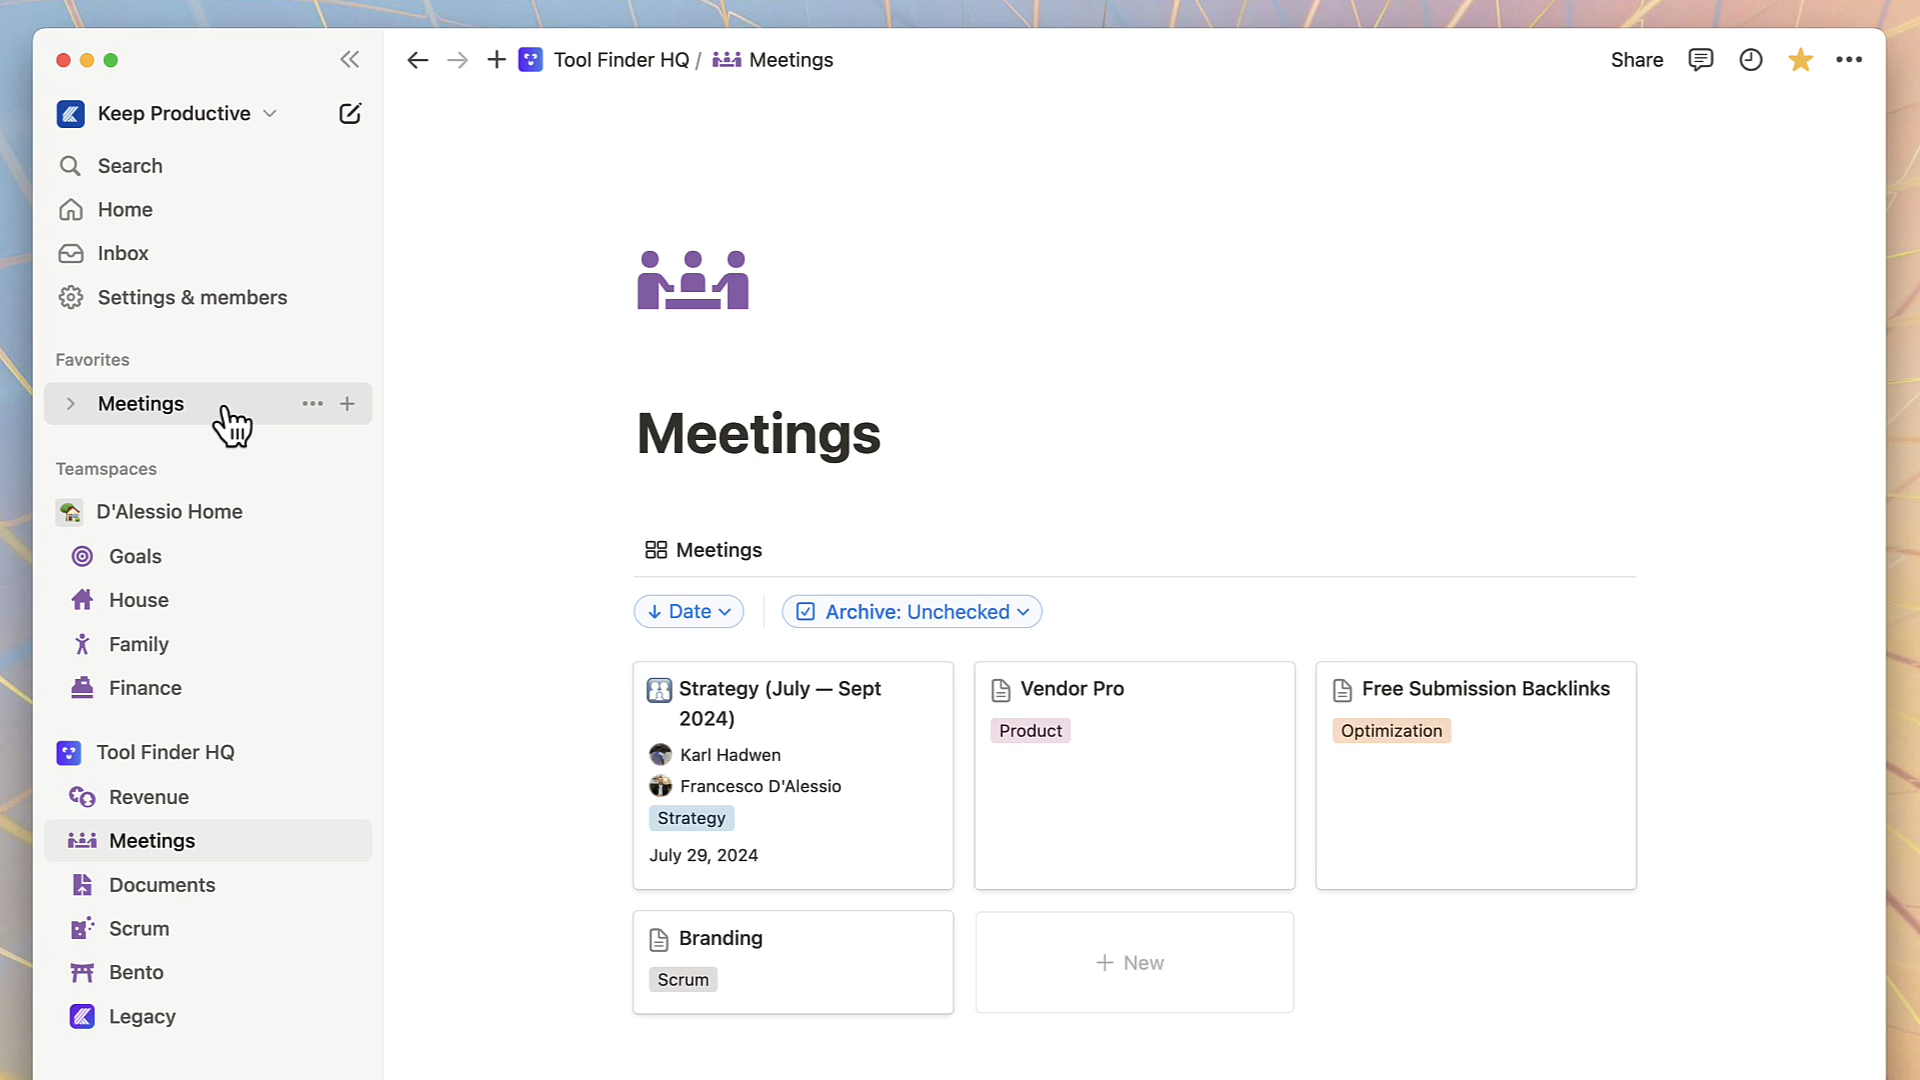 Tool Finder HQ / Meetings
Share
Keep Productive
Search
Home
Inbox
Settings & members
Favorites
Meetings
Teamspaces
D'Alessio Home
Goals
House
Family
Finance
Tool Finder HQ
Revenue
Meetings
Documents
Scrum
Bento
Legacy
Meetings
Meetings
Date
Archive: Unchecked
Strategy (July — Sept
2024)
Karl Hadwen
Francesco D'Alessio
Strategy
July 29, 2024
Vendor Pro
Product
Free Submission Backlinks
Optimization
Branding
Scrum
+ New